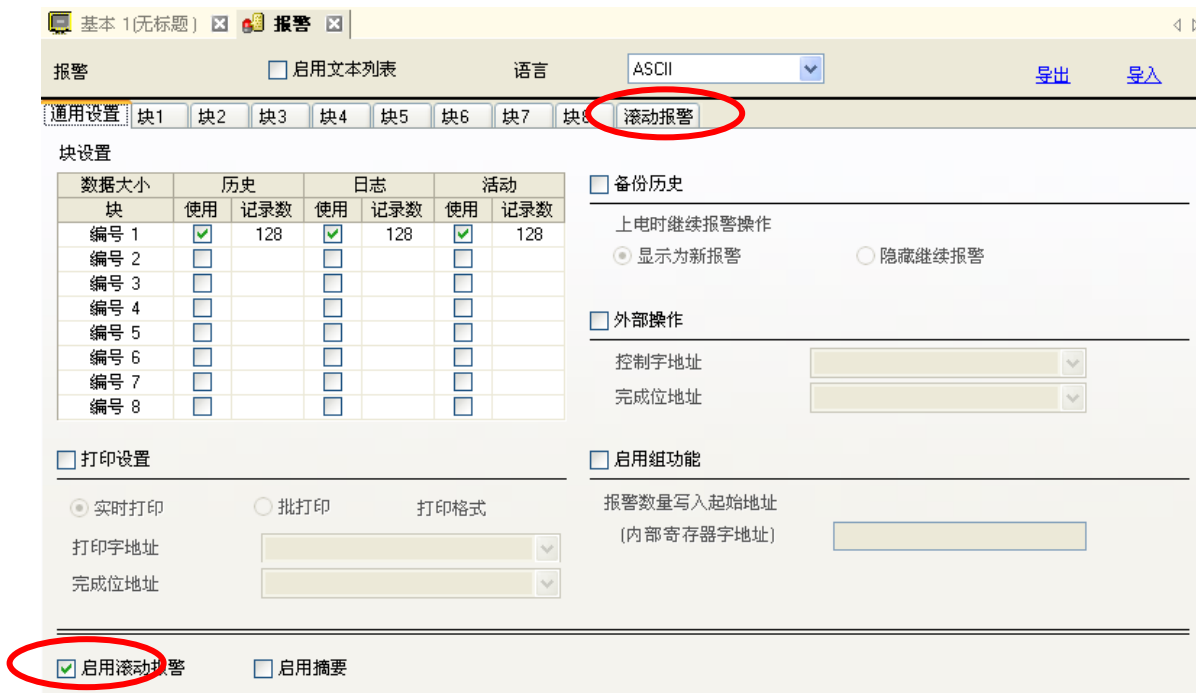 基本 1(无标题) 报警
报警 启用文本列表 语言 ASCII 导出 导入
通用设置 块1 块2 块3 块4 块5 块6 块7 块8 滚动报警
块设置
数据大小 历史 日志 活动
块 使用 记录数 使用 记录数 使用 记录数
编号 1 128 128 128
编号 2
编号 3
编号 4
编号 5
编号 6
编号 7
编号 8
备份历史
上电时继续报警操作
显示为新报警 隐藏继续报警
外部操作
控制字地址
完成位地址
打印设置
实时打印 批打印 打印格式
打印字地址
完成位地址
启用组功能
报警数量写入起始地址
(内部寄存器字地址)
启用滚动报警 启用摘要